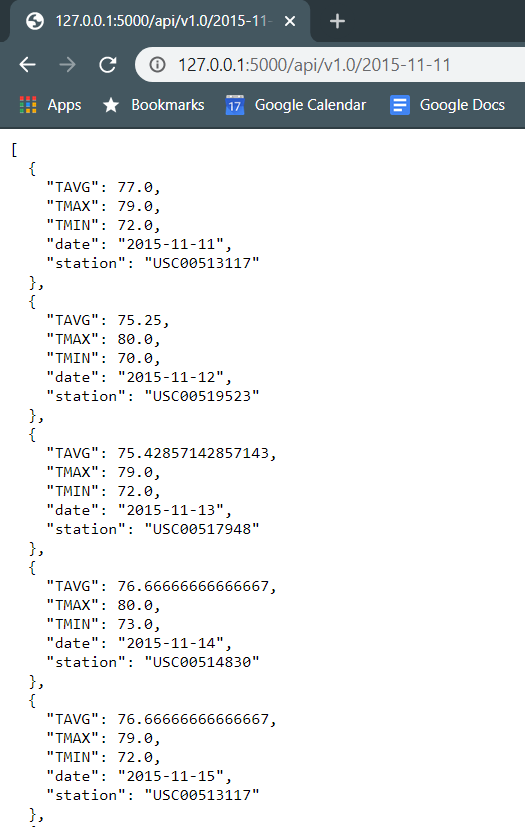 127.0.0.1:5000/api/v1.0/2015-11-
127.0.0.1:5000/api/v1.0/2015-11-11
Apps Bookmarks 17 Google Calendar Google Docs
[
{
"TAVG": 77.0,
"TMAX": 79.0,
"TMIN": 72.0,
"date": "2015-11-11",
"station": "USC00513117"
},
{
"TAVG": 75.25,
"TMAX": 80.0,
"TMIN": 70.0,
"date": "2015-11-12",
"station": "USC00519523"
},
{
"TAVG": 75.42857142857143,
"TMAX": 79.0,
"TMIN": 72.0,
"date": "2015-11-13",
"station": "USC00517948"
},
{
"TAVG": 76.66666666666667,
"TMAX": 80.0,
"TMIN": 73.0,
"date": "2015-11-14",
"station": "USC00514830"
},
{
"TAVG": 76.66666666666667,
"TMAX": 79.0,
"TMIN": 72.0,
"date": "2015-11-15",
"station": "USC00513117"
},